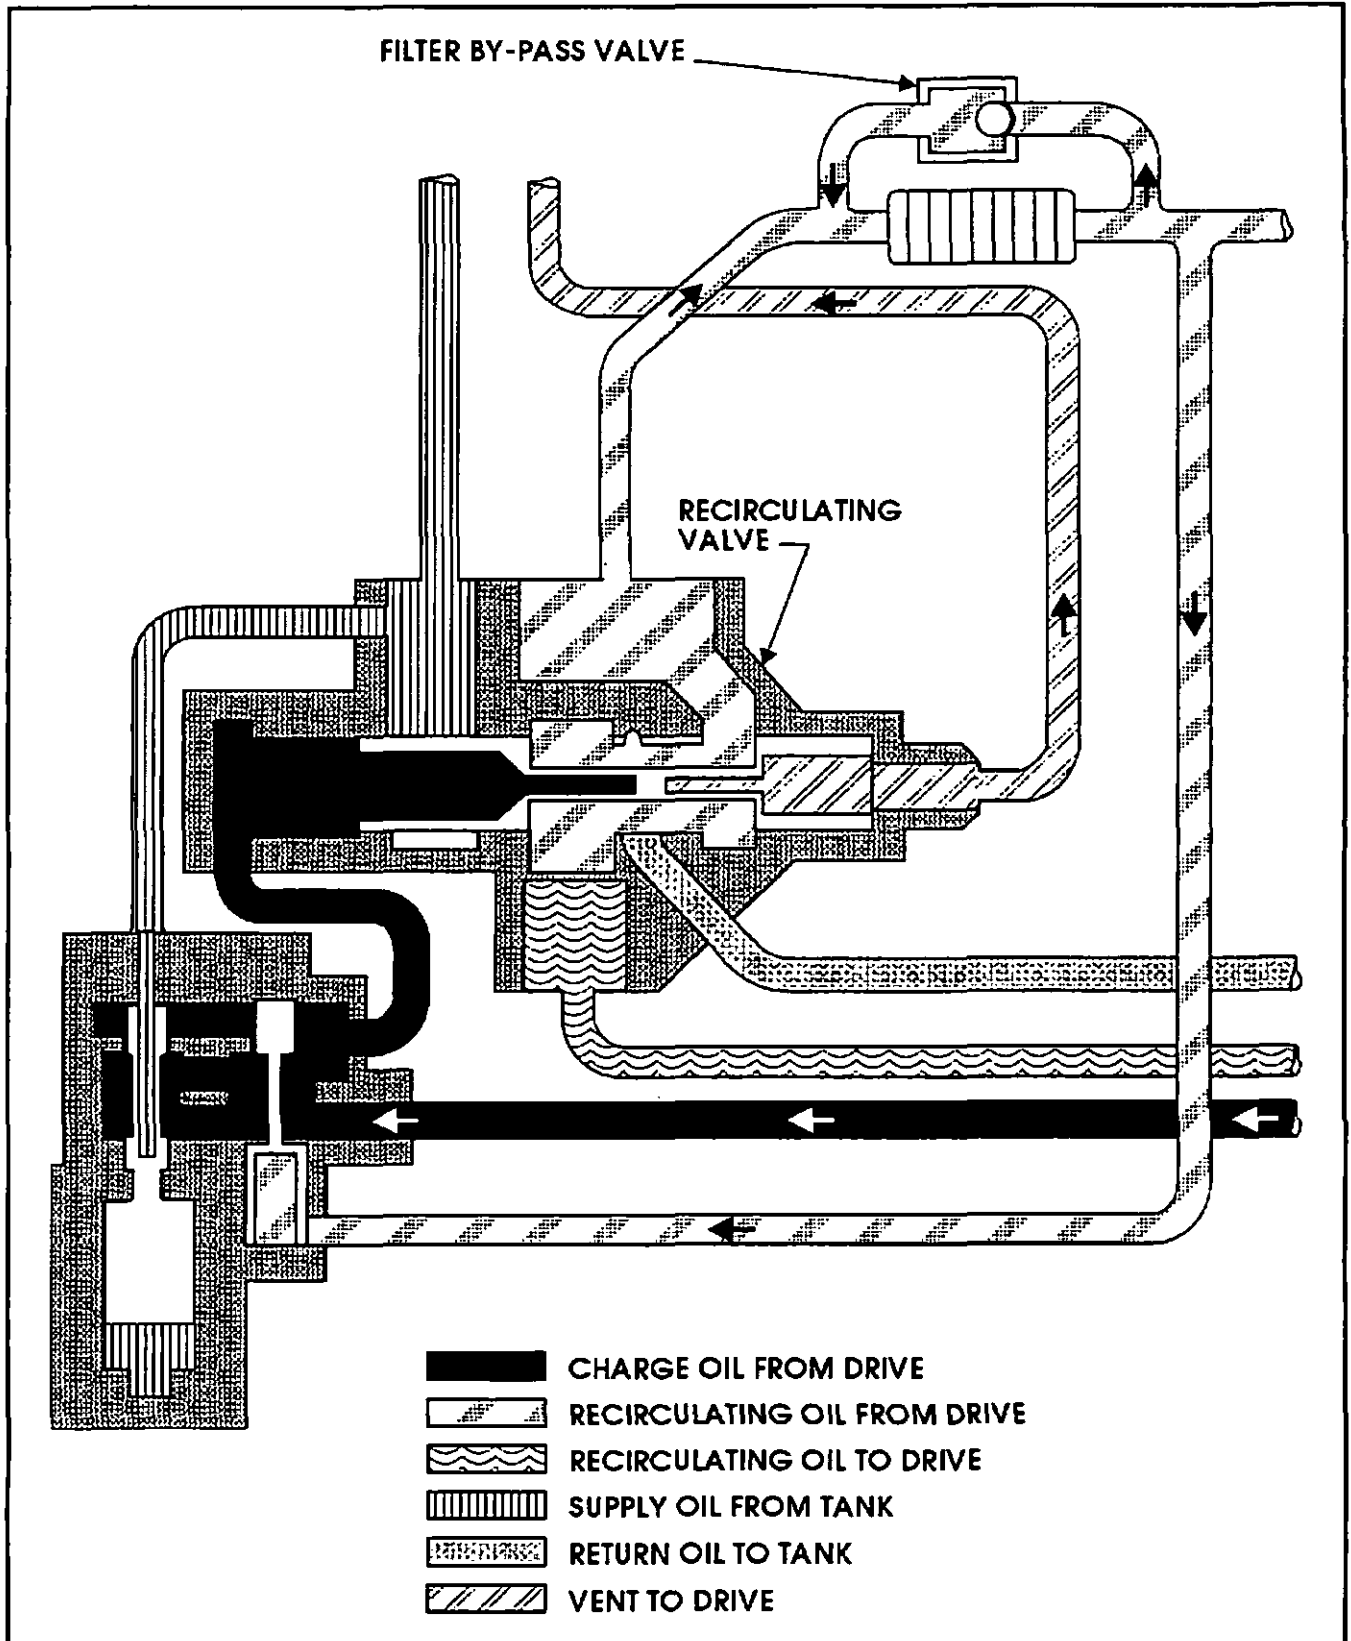 FILTER BY-PASS VALVE
RECIRCULATING
VALVE
CHARGE OIL FROM DRIVE
RECIRCULATING OIL FROM DRIVE
RECIRCULATING OIL TO DRIVE
SUPPLY OIL FROM TANK
RETURN OIL TO TANK
VENT TO DRIVE